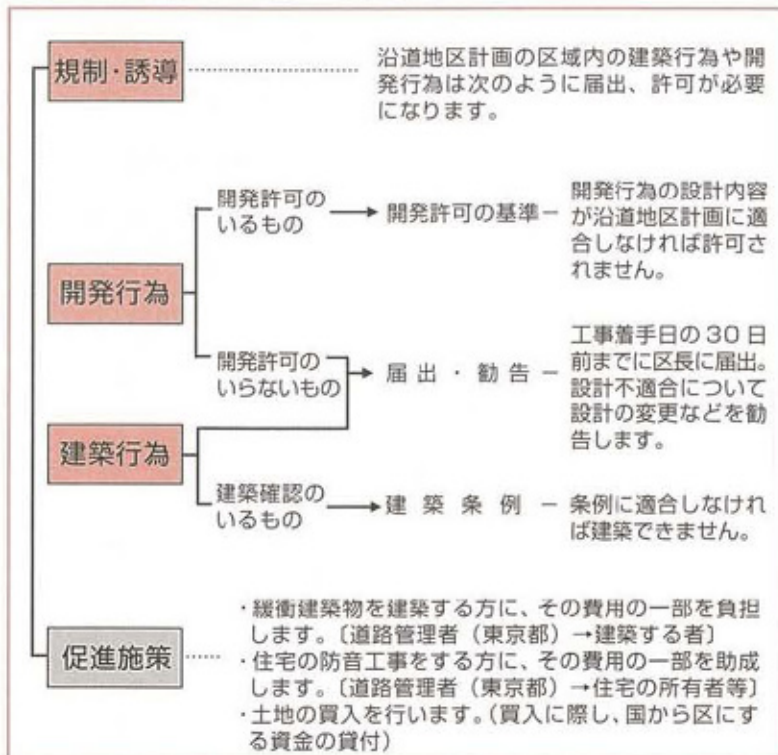 規制・誘導
沿道地区計画の区域内の建築行為や開
発行為は次のように届出、許可が必要
になります。
開発行為
開発許可の
いるもの
開発許可の基準－
開発行為の設計内容
が沿道地区計画に適
合しなければ許可さ
れません。
開発許可の
いらないもの
届出・勧告－
工事着手日の30日
前までに区長に届出。
設計不適合について
設計の変更などを勧
告します。
建築行為
建築確認の
いるもの
建築条例－
条例に適合しなけれ
ば建築できません。
促進施策
・緩衝建築物を建築する方に、その費用の一部を負担
します。〔道路管理者（東京都）→建築する者〕
・住宅の防音工事をする方に、その費用の一部を助成
します。〔道路管理者（東京都）→住宅の所有者等〕
・土地の買入を行います。（買入に際し、国から区にす
る資金の貸付）